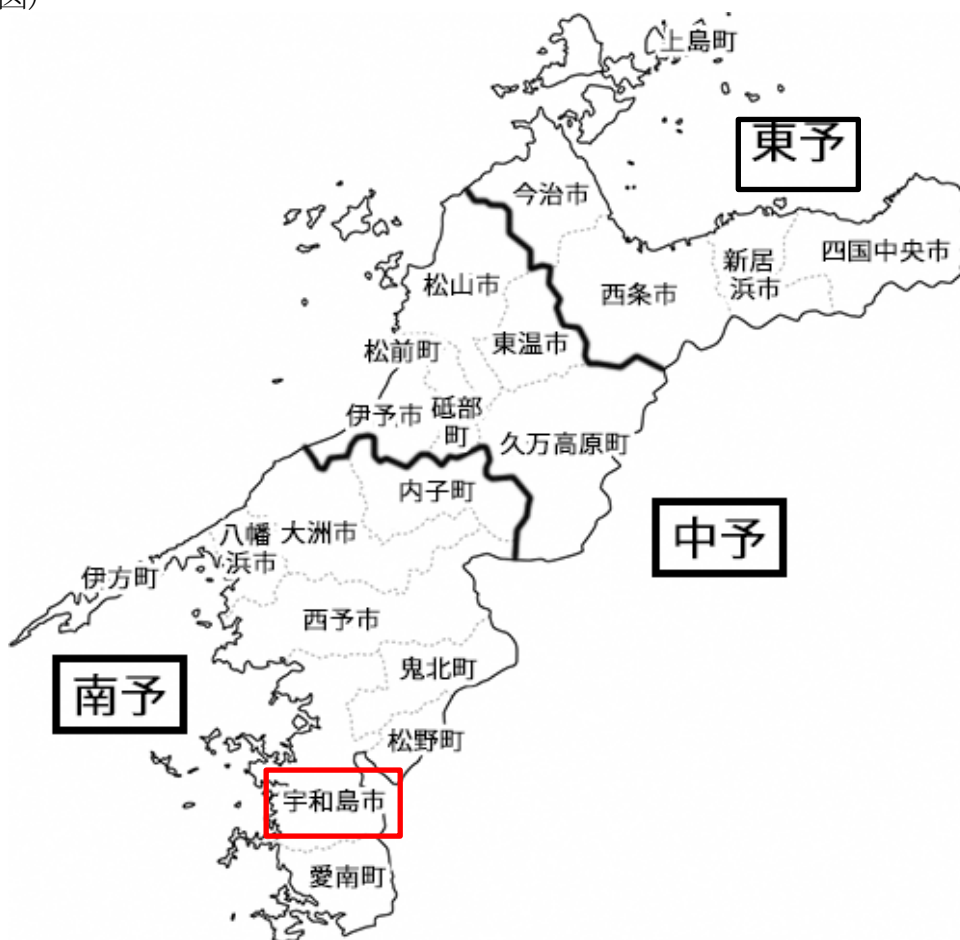 図）
上島町
東予
今治市
四国中央市
新居
浜市
西条市
松山市
東温市
松前町
伊予市
砥部
町
久万高原町
内子町
中予
八幡
浜市
大洲市
伊方町
西予市
鬼北町
南予
松野町
宇和島市
愛南町